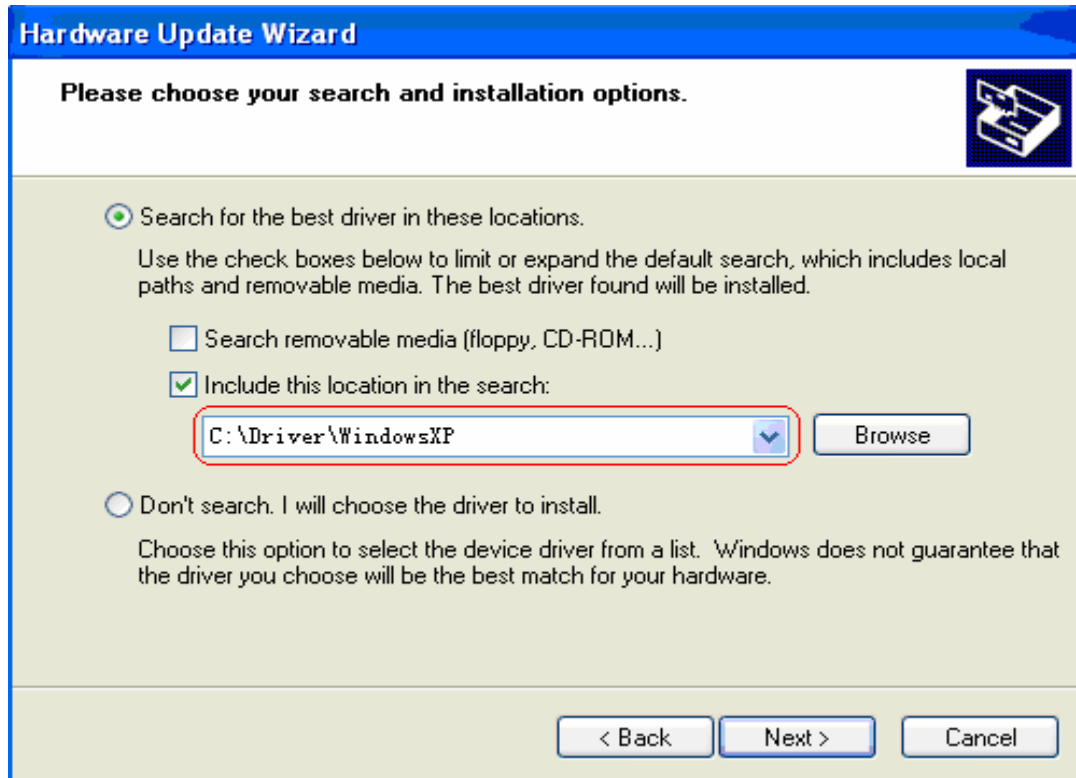 Hardware Update Wizard
Please choose your search and installation options.
Search for the best driver in these locations.
Use the check boxes below to limit or expand the default search, which includes local
paths and removable media. The best driver found will be installed.
Search removable media (floppy, CD-ROM...)
Include this location in the search:
C:\Driver\WindowsXP
Browse
Don't search. I will choose the driver to install.
Choose this option to select the device driver from a list.  Windows does not guarantee that
the driver you choose will be the best match for your hardware.
< Back
Next >
Cancel